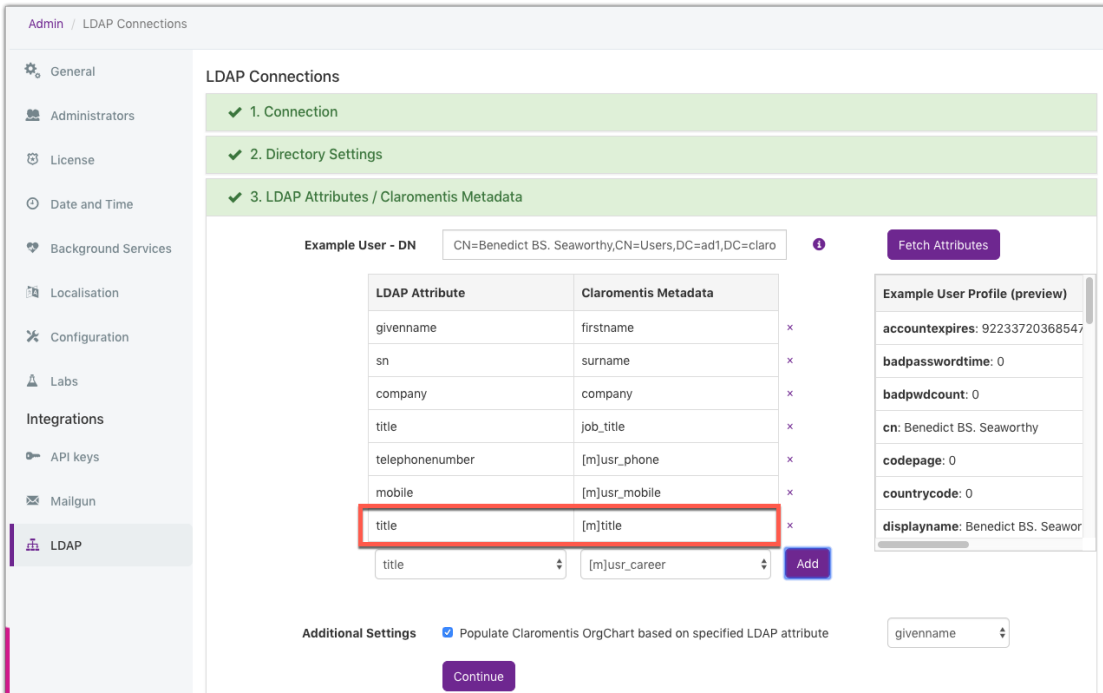 Admin / LDAP Connections
General
Administrators
License
Date and Time
Background Services
Localisation
Configuration
Labs
Integrations
API keys
Mailgun
LDAP
LDAP Connections
1. Connection
2. Directory Settings
3. LDAP Attributes / Claromentis Metadata
Example User - DN CN=Benedict BS. Seaworthy,CN=Users,DC=ad1,DC=claro Fetch Attributes
LDAP Attribute Claromentis Metadata
givenname firstname ×
sn surname ×
company company ×
title job_title ×
telephonenumber [m]usr_phone ×
mobile [m]usr_mobile ×
title [m]title ×
title [m]usr_career Add
Example User Profile (preview)
accountexpires: 92233720368547
badpasswordtime: 0
badpwdcount: 0
cn: Benedict BS. Seaworthy
codepage: 0
countrycode: 0
displayname: Benedict BS. Seawor
Additional Settings Populate Claromentis OrgChart based on specified LDAP attribute givenname
Continue